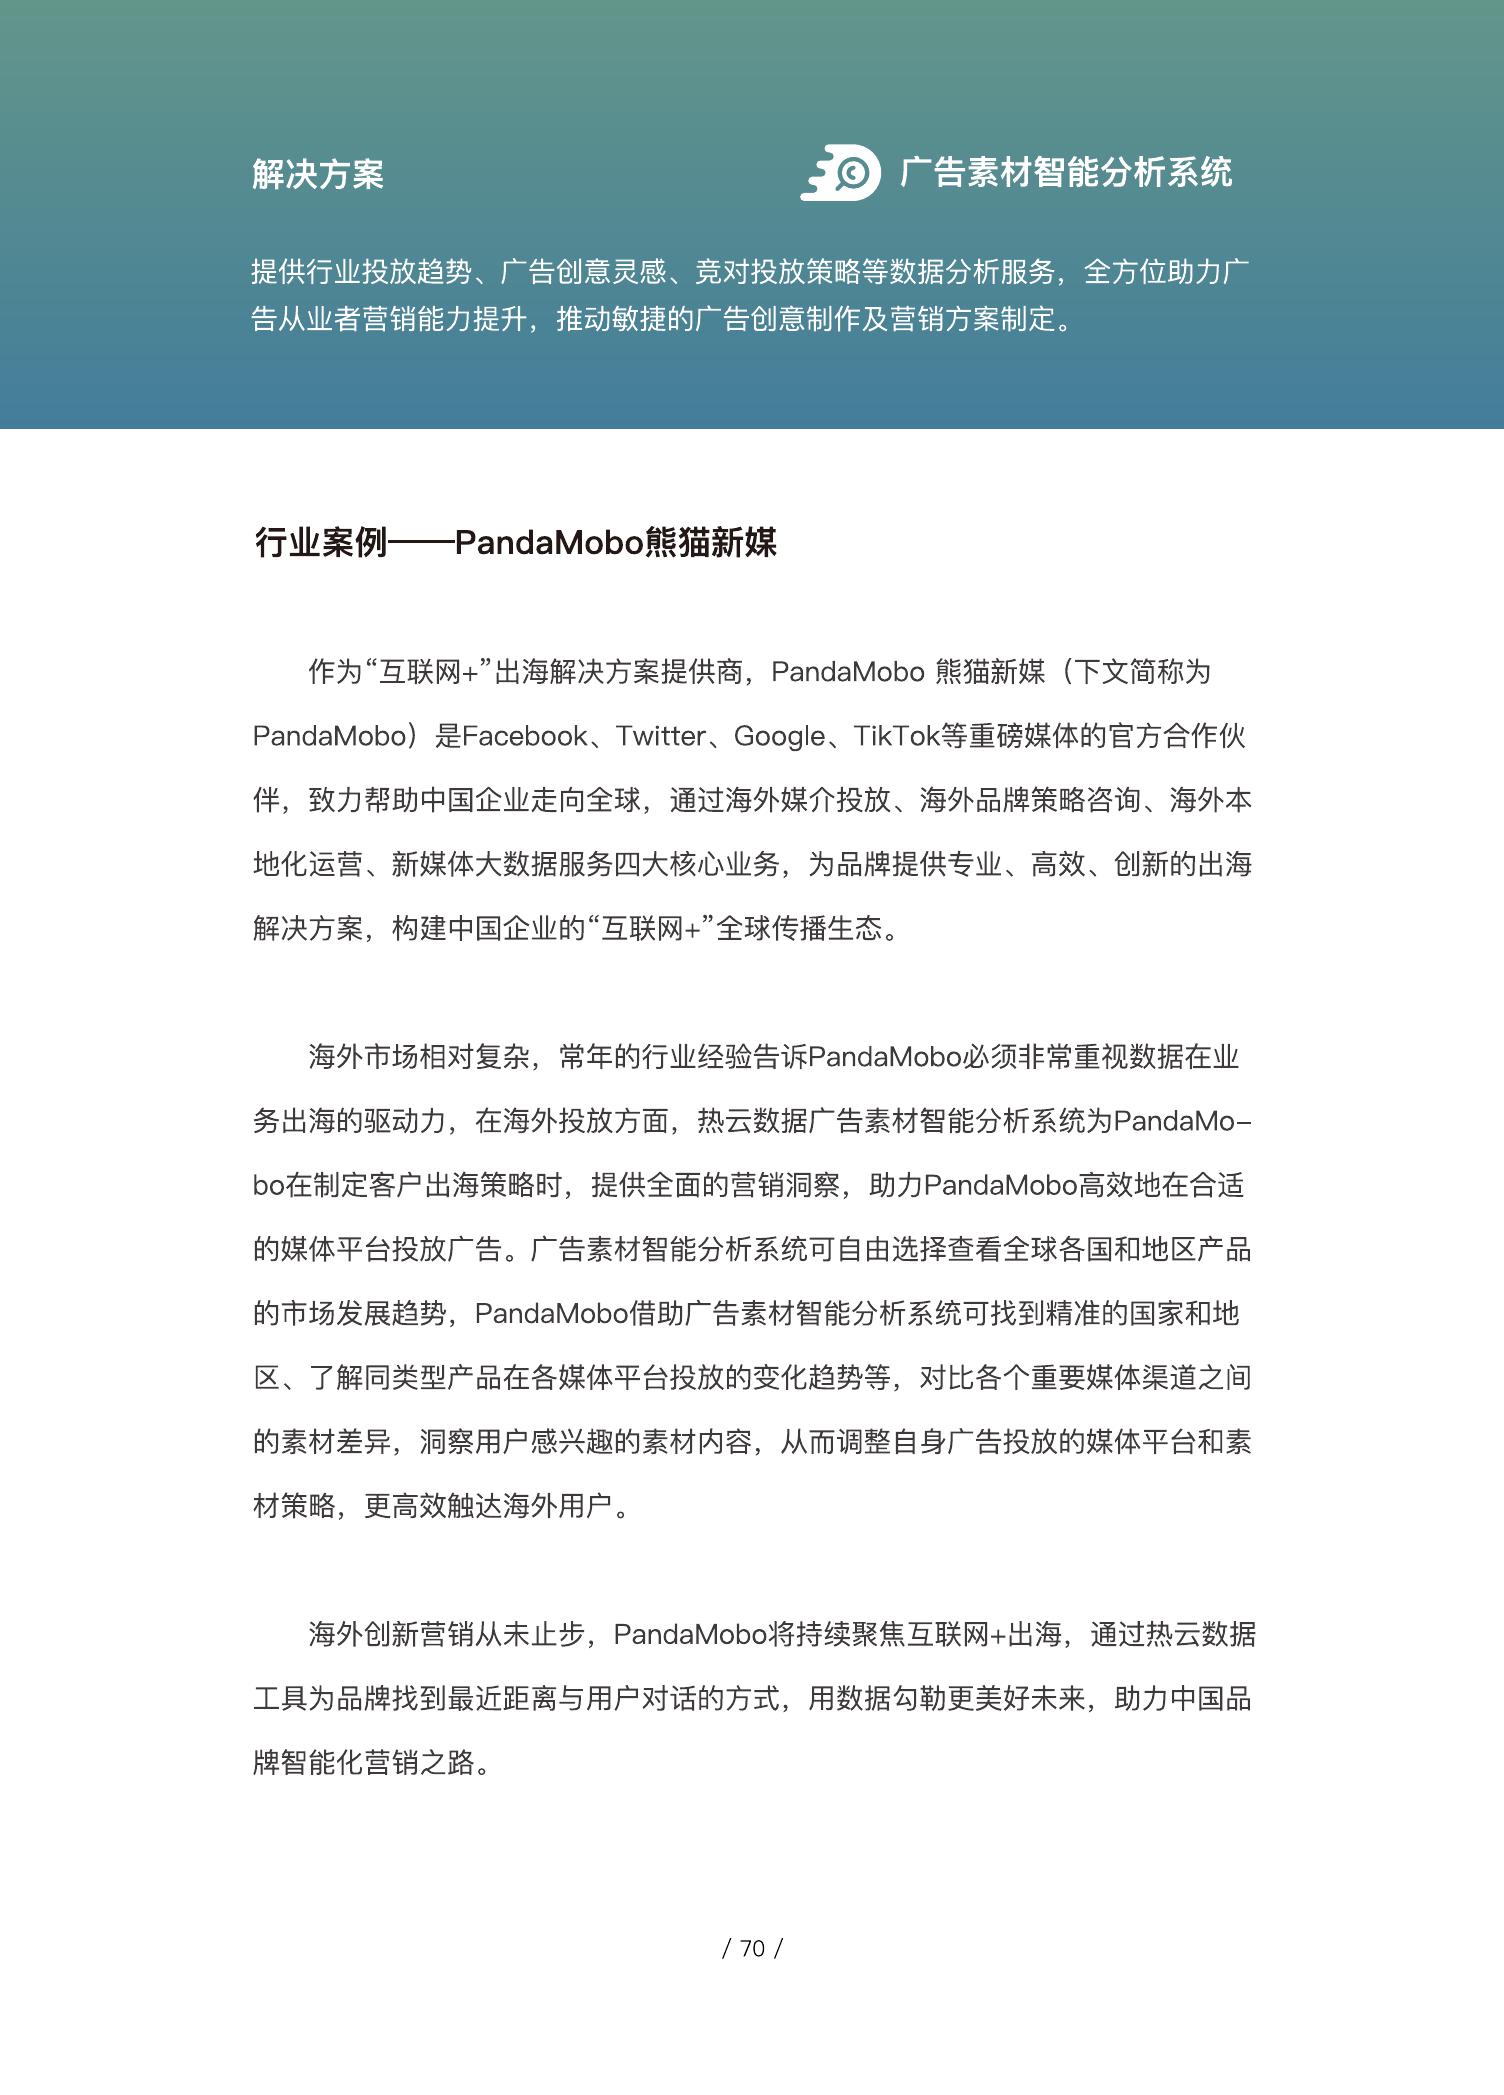 解决方案
广告素材智能分析系统
提供行业投放趋势、广告创意灵感、竞对投放策略等数据分析服务，全方位助力广
告从业者营销能力提升，推动敏捷的广告创意制作及营销方案制定。
行业案例——PandaMobo熊猫新媒
作为“互联网+”出海解决方案提供商，PandaMobo 熊猫新媒（下文简称为
PandaMobo）是Facebook、Twitter、Google、TikTok等重磅媒体的官方合作伙
伴，致力帮助中国企业走向全球，通过海外媒介投放、海外品牌策略咨询、海外本
地化运营、新媒体大数据服务四大核心业务，为品牌提供专业、高效、创新的出海
解决方案，构建中国企业的“互联网+”全球传播生态。
海外市场相对复杂，常年的行业经验告诉PandaMobo必须非常重视数据在业
务出海的驱动力，在海外投放方面，热云数据广告素材智能分析系统为PandaMo-
bo在制定客户出海策略时，提供全面的营销洞察，助力PandaMobo高效地在合适
的媒体平台投放广告。广告素材智能分析系统可自由选择查看全球各国和地区产品
的市场发展趋势，PandaMobo借助广告素材智能分析系统可找到精准的国家和地
区、了解同类型产品在各媒体平台投放的变化趋势等，对比各个重要媒体渠道之间
的素材差异，洞察用户感兴趣的素材内容，从而调整自身广告投放的媒体平台和素
材策略，更高效触达海外用户。
海外创新营销从未止步，PandaMobo将持续聚焦互联网+出海，通过热云数据
工具为品牌找到最近距离与用户对话的方式，用数据勾勒更美好未来，助力中国品
牌智能化营销之路。
/ 70 /